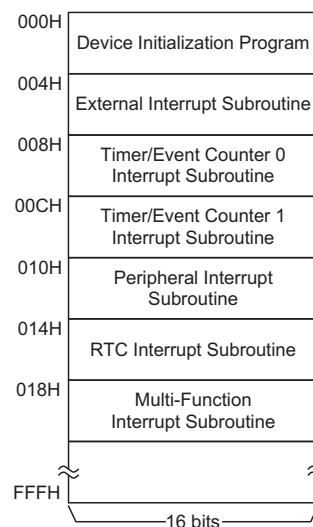 000H
Device Initialization Program
004H
External Interrupt Subroutine
008H
Timer/Event Counter 0
Interrupt Subroutine
00CH
Timer/Event Counter 1
Interrupt Subroutine
010H
Peripheral Interrupt
Subroutine
014H
RTC Interrupt Subroutine
018H
Multi-Function
Interrupt Subroutine
FFFH
16 bits